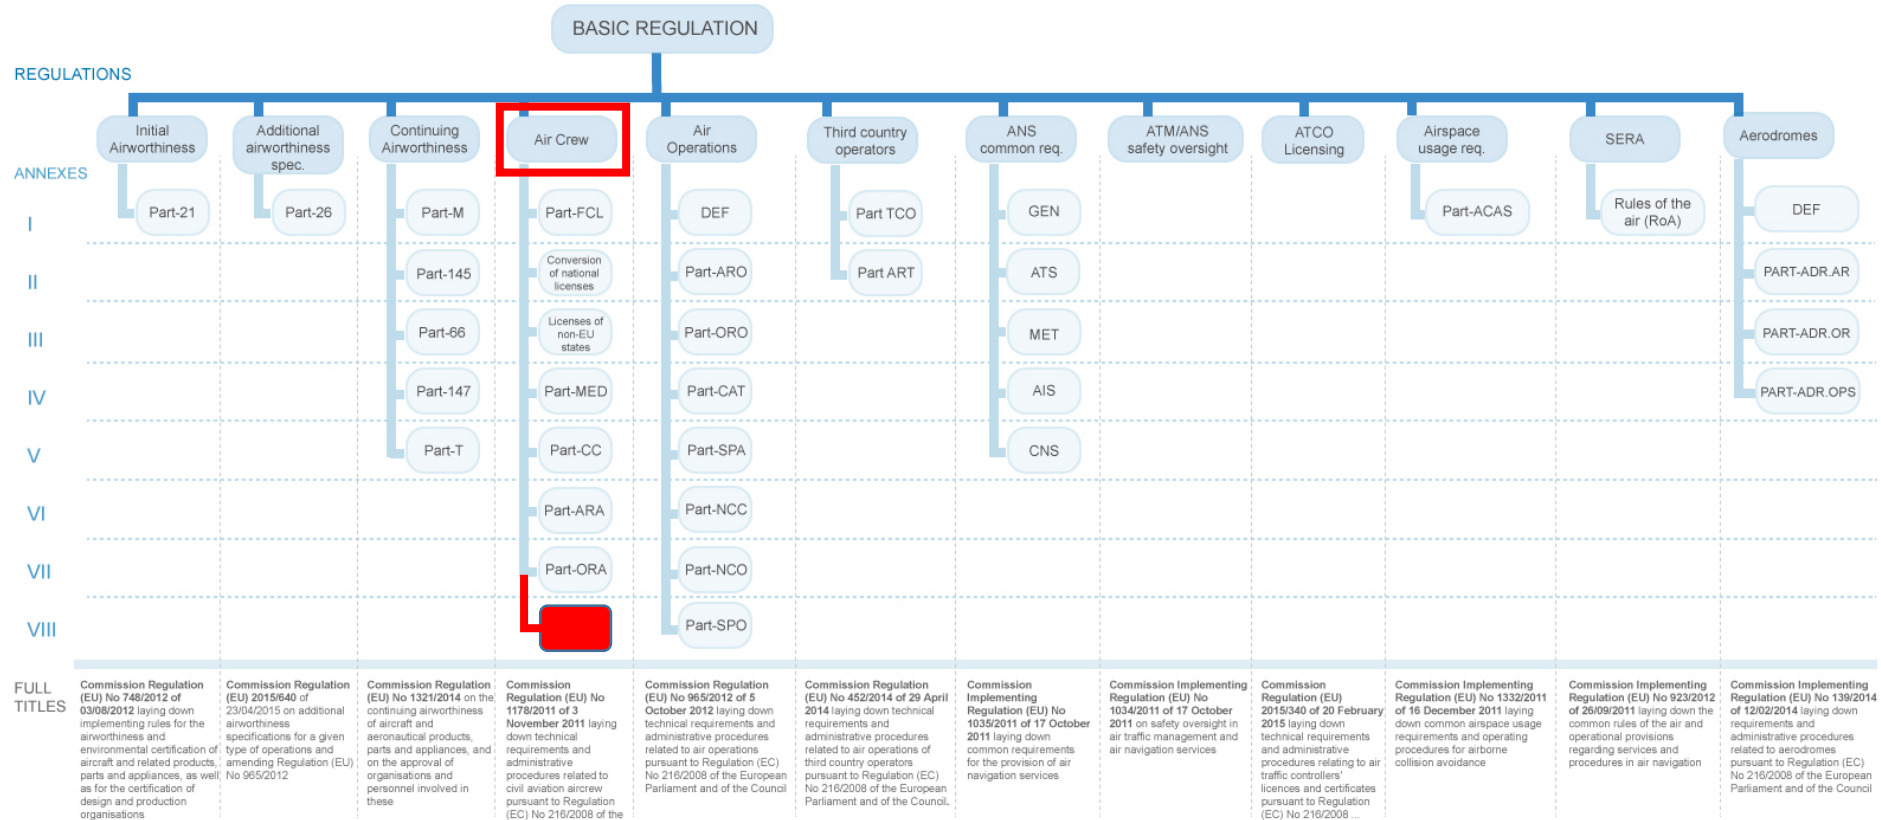 BASIC REGULATION
REGULATIONS
Initial
Airworthiness
Additional
airworthiness
spec.
Continuing
Airworthiness
Air Crew
Air
Operations
Third country
operators
ANS
common req.
ATM/ANS
safety oversight
ATCO
Licensing
Airspace
usage req.
SERA
Aerodromes
ANNEXES
I
Part-21
Part-26
Part-M
Part-FCL
DEF
Part TCO
GEN
Part-ACAS
Rules of the
air (RoA)
DEF
II
Part-145
Conversion
of national
licenses
Part-ARO
Part ART
ATS
PART-ADR.AR
III
Part-66
Licenses of
non-EU
states
Part-ORO
MET
PART-ADR.OR
IV
Part-147
Part-MED
Part-CAT
AIS
PART-ADR.OPS
V
Part-T
Part-CC
Part-SPA
CNS
VI
Part-ARA
Part-NCC
VII
Part-ORA
Part-NCO
VIII
Part-SPO
FULL
TITLES
Commission Regulation
(EU) No 748/2012 of
03/08/2012 laying down
implementing rules for the
airworthiness and
environmental certification of
aircraft and related products,
parts and appliances, as well
as for the certification of
design and production
organisations
Commission Regulation
(EU) 2015/640 of
23/04/2015 on additional
airworthiness
specifications for a given
type of operations and
amending Regulation (EU)
No 965/2012
Commission Regulation
(EU) No 1321/2014 on the
continuing airworthiness
of aircraft and
aeronautical products,
parts and appliances, and
on the approval of
organisations and
personnel involved in
these
Commission
Regulation (EU) No
1178/2011 of 3
November 2011 laying
down technical
requirements and
administrative
procedures related to
civil aviation aircrew
pursuant to Regulation
(EC) No 216/2008 of the
Commission Regulation
(EU) No 965/2012 of 5
October 2012 laying down
technical requirements and
administrative procedures
related to air operations
pursuant to Regulation (EC)
No 216/2008 of the European
Parliament and of the Council
Commission Regulation
(EU) No 452/2014 of 29 April
2014 laying down technical
requirements and
administrative procedures
related to air operations of
third country operators
pursuant to Regulation (EC)
No 216/2008 of the European
Parliament and of the Council.
Commission
Implementing
Regulation (EU) No
1035/2011 of 17 October
2011 laying down
common requirements
for the provision of air
navigation services
Commission Implementing
Regulation (EU) No
1034/2011 of 17 October
2011 on safety oversight in
air traffic management and
air navigation services
Commission
Regulation (EU)
2015/340 of 20 February
2015 laying down
technical requirements
and administrative
procedures relating to air
traffic controllers'
licences and certificates
pursuant to Regulation
(EC) No 216/2008 ...
Commission Implementing
Regulation (EU) No 1332/2011
of 16 December 2011 laying
down common airspace usage
requirements and operating
procedures for airborne
collision avoidance
Commission Implementing
Regulation (EU) No 923/2012
of 26/09/2011 laying down the
common rules of the air and
operational provisions
regarding services and
procedures in air navigation
Commission Implementing
Regulation (EU) No 139/2014
of 12/02/2014 laying down
requirements and
administrative procedures
related to aerodromes
pursuant to Regulation (EC)
No 216/2008 of the European
Parliament and of the Council